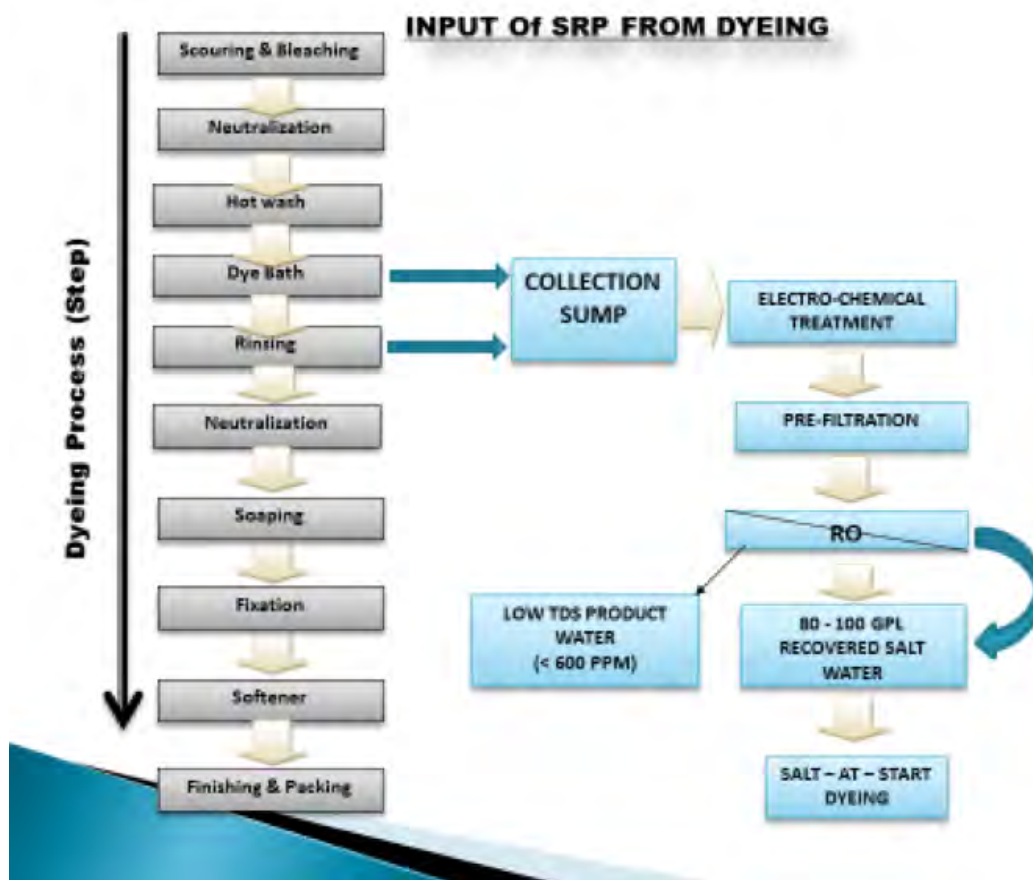 INPUT Of SRP FROM DYEING
Dyeing Process (Step)
Scouring & Bleaching
Neutralization
Hot wash
Dye Bath
Rinsing
Neutralization
Soaping
Fixation
Softener
Finishing & Packing
COLLECTION
SUMP
ELECTRO-CHEMICAL
TREATMENT
PRE-FILTRATION
RO
LOW TDS PRODUCT
WATER
(< 600 PPM)
80 - 100 GPL
RECOVERED SALT
WATER
SALT – AT – START
DYEING